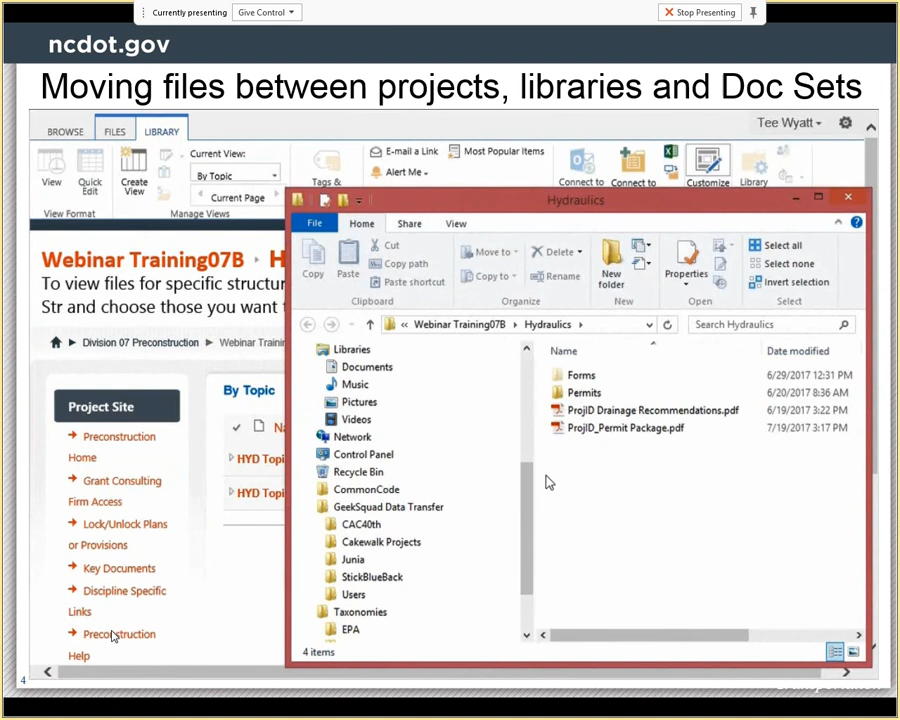 Currently presenting
Give Control
Stop Presenting
ncdot.gov
Moving files between projects, libraries and Doc Sets
BROWSE
FILES
LIBRARY
Tee Wyatt
View
Quick Edit
Create View
View Format
Current View:
By Topic
Current Page
Manage Views
Tags &
E-mail a Link
Most Popular Items
Alert Me
Connect to
Connect to
Customize
Library
Webinar Training07B
H
To view files for specific structur
Str and choose those you want t
Division 07 Preconstruction
Webinar Trainin
Project Site
Preconstruction
Home
Grant Consulting
Firm Access
Lock/Unlock Plans
or Provisions
Key Documents
Discipline Specific
Links
Preconstruction
Help
By Topic
Na
HYD Topi
HYD Topi
Hydraulics
File
Home
Share
View
Copy
Paste
Cut
Copy path
Paste shortcut
Clipboard
Move to
Copy to
Delete
Rename
Organize
New folder
New
Properties
Open
Select all
Select none
Invert selection
Select
« Webinar Training07B
Hydraulics
Search Hydraulics
Libraries
Documents
Music
Pictures
Videos
Network
Control Panel
Recycle Bin
CommonCode
GeekSquad Data Transfer
CAC40th
Cakewalk Projects
Junia
StickBlueBack
Users
Taxonomies
EPA
Name
Date modified
Forms
6/29/2017 12:31 PM
Permits
6/20/2017 8:36 AM
ProjID Drainage Recommendations.pdf
6/19/2017 3:22 PM
ProjID_Permit Package.pdf
7/19/2017 3:17 PM
4 items
4